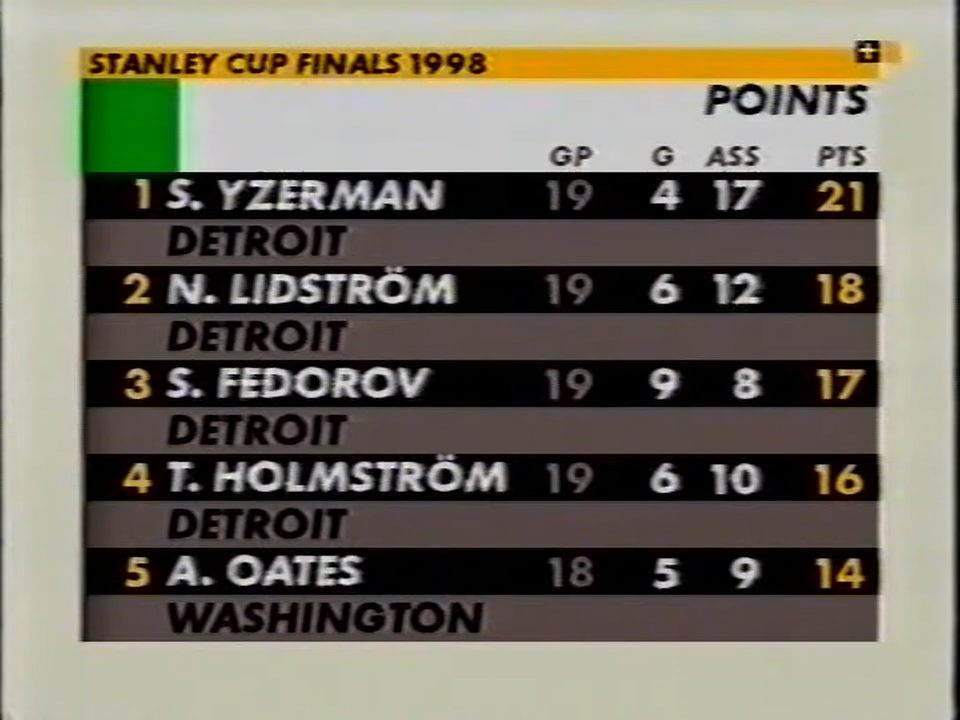 STANLEY CUP FINALS 1998
POINTS
GP G ASS PTS
1 S. YZERMAN 19 4 17 21
DETROIT
2 N. LIDSTRÖM 19 6 12 18
DETROIT
3 S. FEDOROV 19 9 8 17
DETROIT
4 T. HOLMSTRÖM 19 6 10 16
DETROIT
5 A. OATES 18 5 9 14
WASHINGTON